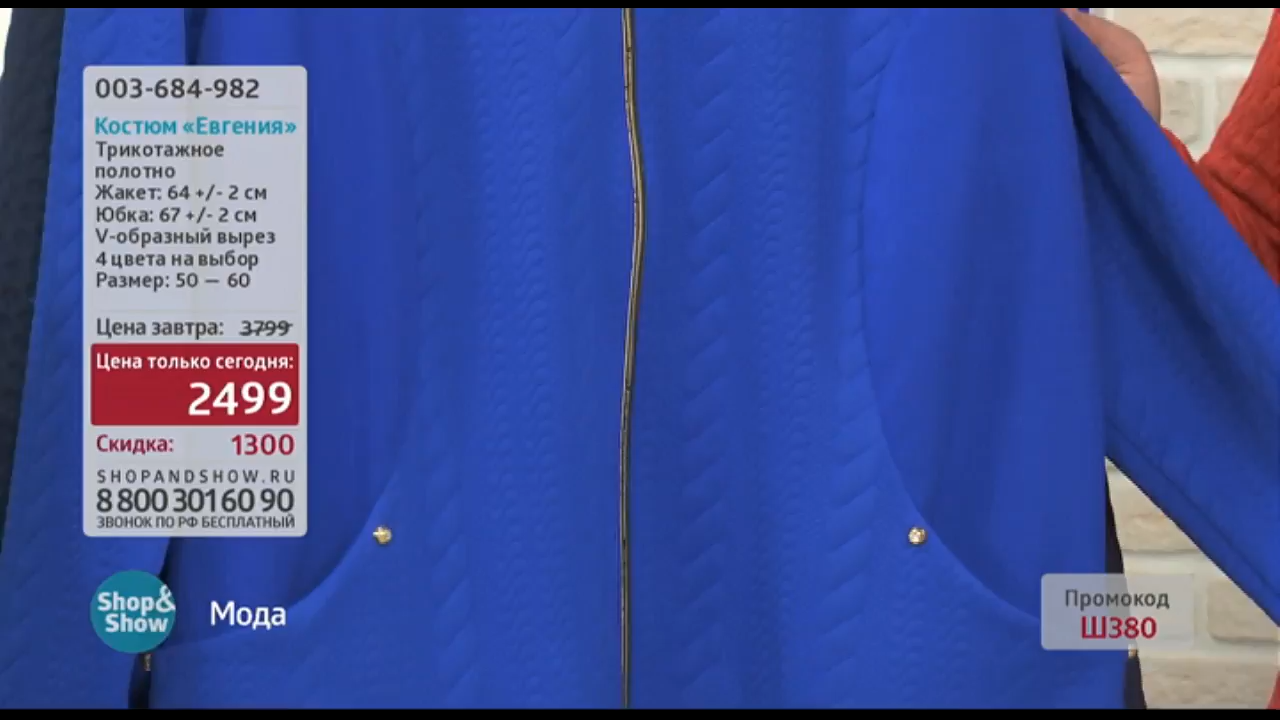 003-684-982
Костюм «Евгения»
Трикотажное
полотно
Жакет: 64 +/- 2 см
Юбка: 67 +/- 2 см
V-образный вырез
4 цвета на выбор
Размер: 50 — 60
Цена завтра: 3799
Цена только сегодня:
2499
Скидка: 1300
SHOPANDSHOW.RU
8 800 301 60 90
ЗВОНОК ПО РФ БЕСПЛАТНЫЙ
Shop&
Show
Мода
Промокод
Ш380